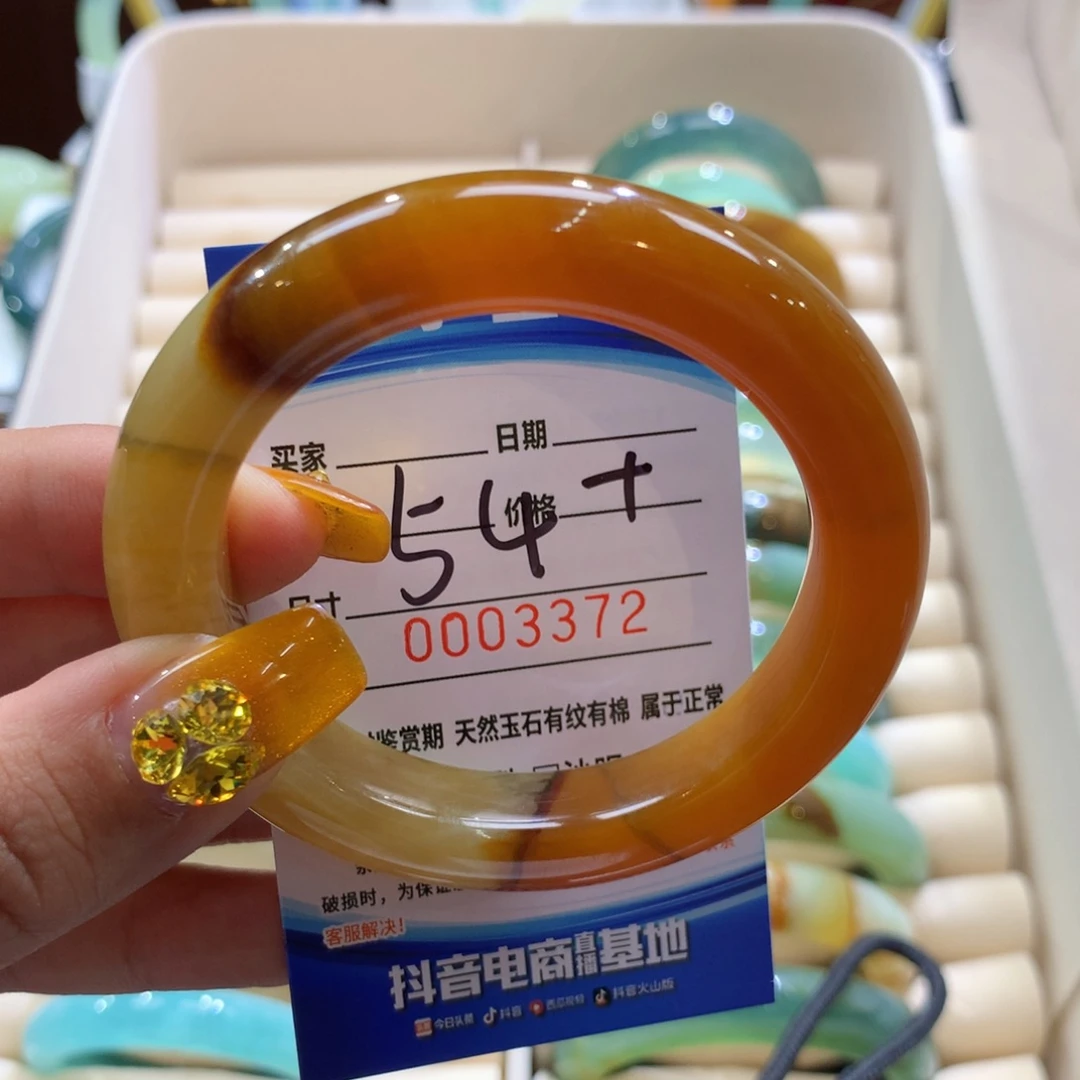 买家 日期
54+
价格
尺寸
0003372
鉴赏期 天然玉石有纹有棉 属于正常
破损时，为保证
客服解决！
抖音电商直播基地
今日头条 抖音 西瓜视频 抖音火山版